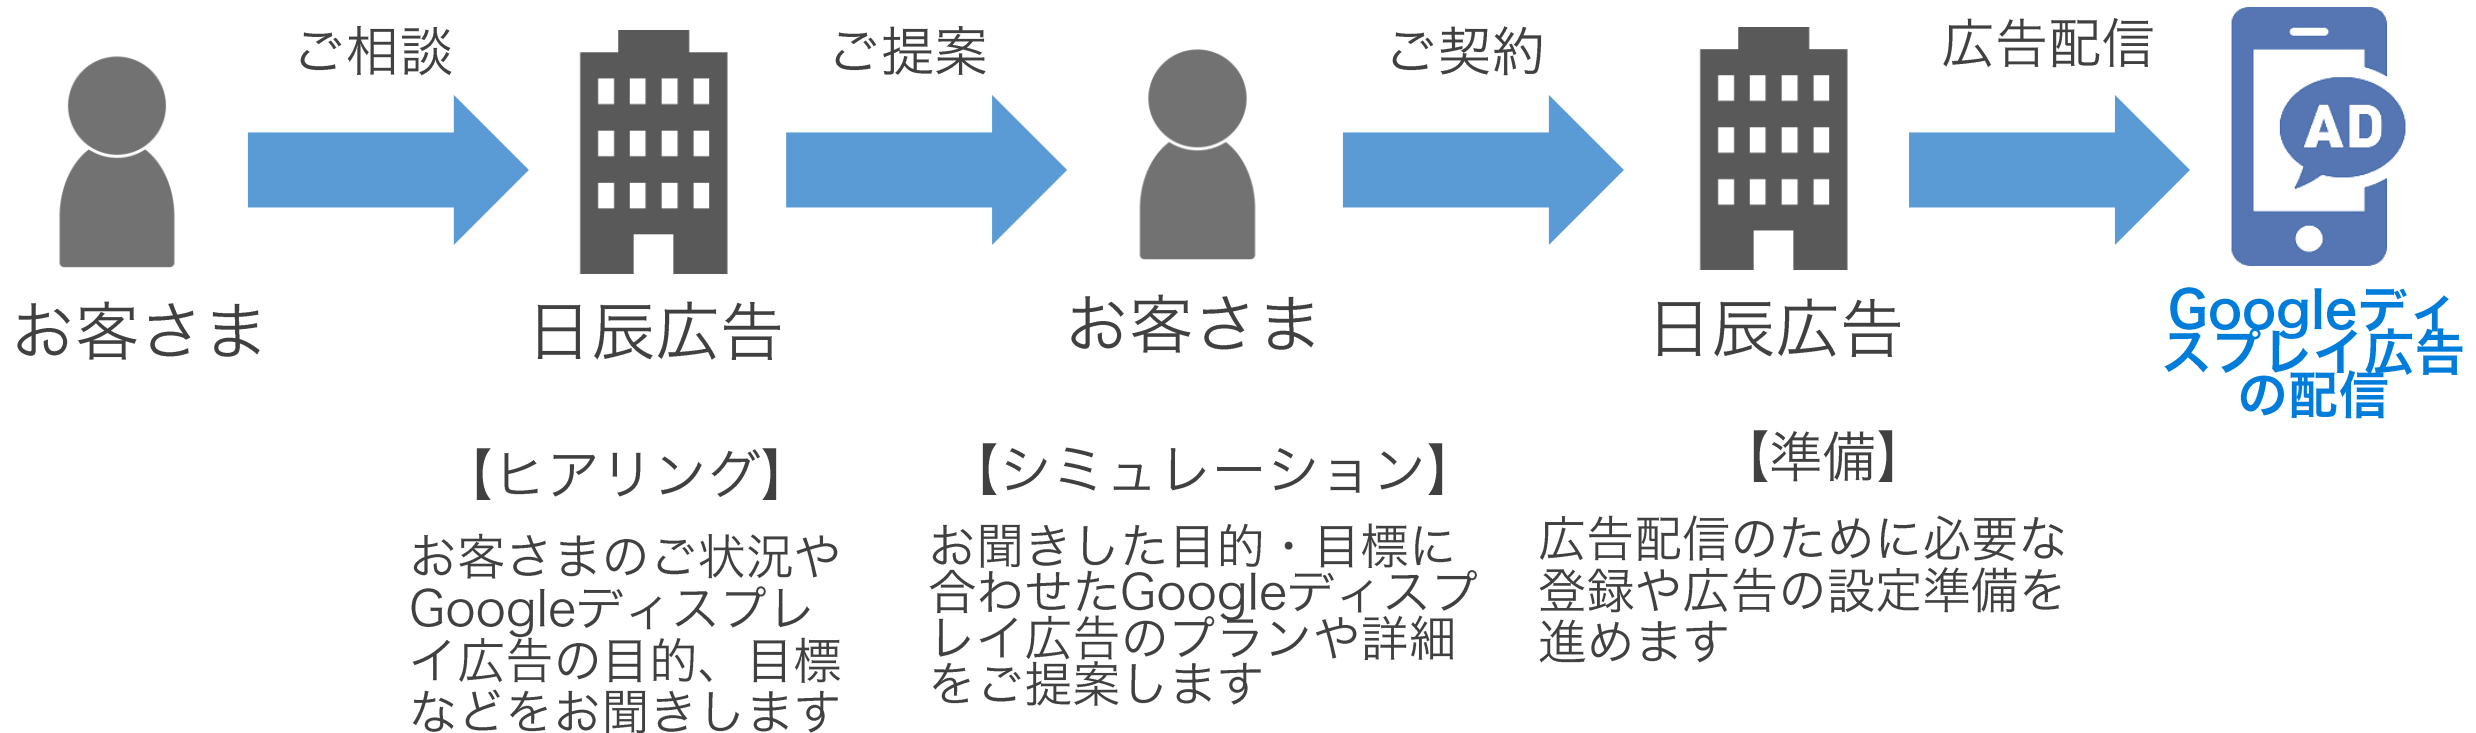 ご相談
ご提案
ご契約
広告配信
AD
お客さま
日辰広告
お客さま
日辰広告
Googleディ
スプレイ広告
の配信
【ヒアリング】
お客さまのご状況や
Googleディスプレ
イ広告の目的、目標
などをお聞きします
【シミュレーション】
お聞きした目的・目標に
合わせたGoogleディスプ
レイ広告のプランや詳細
をご提案します
【準備】
広告配信のために必要な
登録や広告の設定準備を
進めます